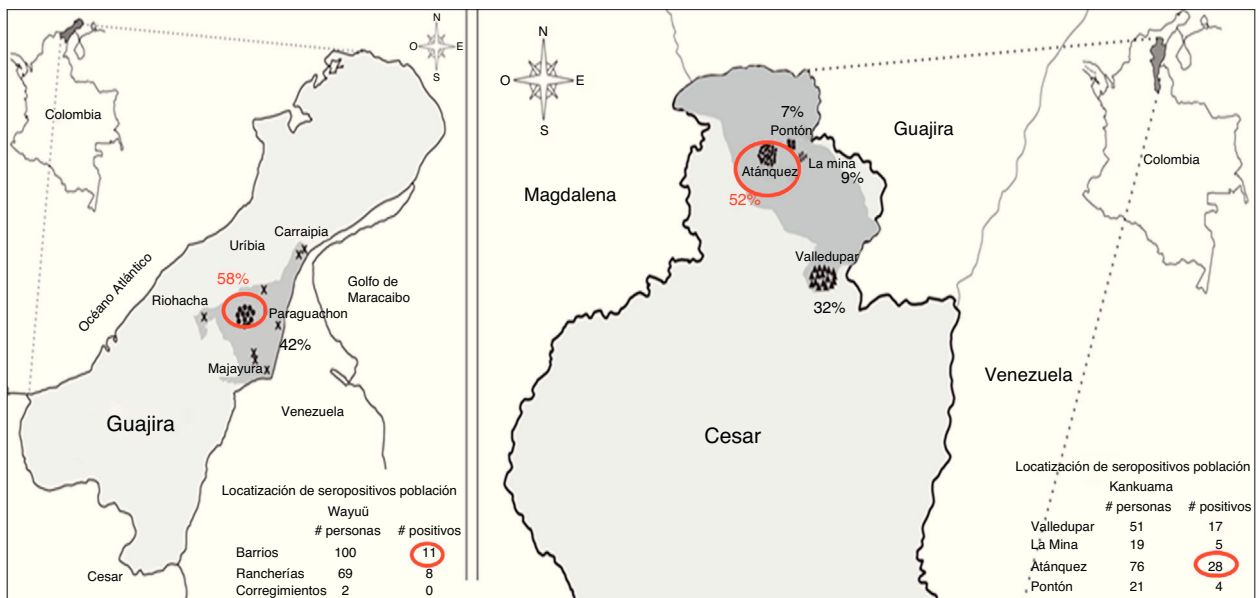 N
O E
S
Colombia
Océano Atlántico
Uríbia
Carraipia
58%
Riohacha
Paraguachon
42%
Majayura
Golfo de
Maracaibo
Venezuela
Guajira
Cesar
Locatización de seropositivos población
Wayuü
# personas # positivos
Barrios 100 11
Rancherías 69 8
Corregimientos 2 0
N
O E
S
7%
Pontón
La mina
Atánquez
9%
52%
Guajira
Magdalena
Colombia
Valledupar
32%
Venezuela
Cesar
Locatización de seropositivos población
Kankuama
# personas # positivos
Valledupar 51 17
La Mina 19 5
Atánquez 76 28
Pontón 21 4